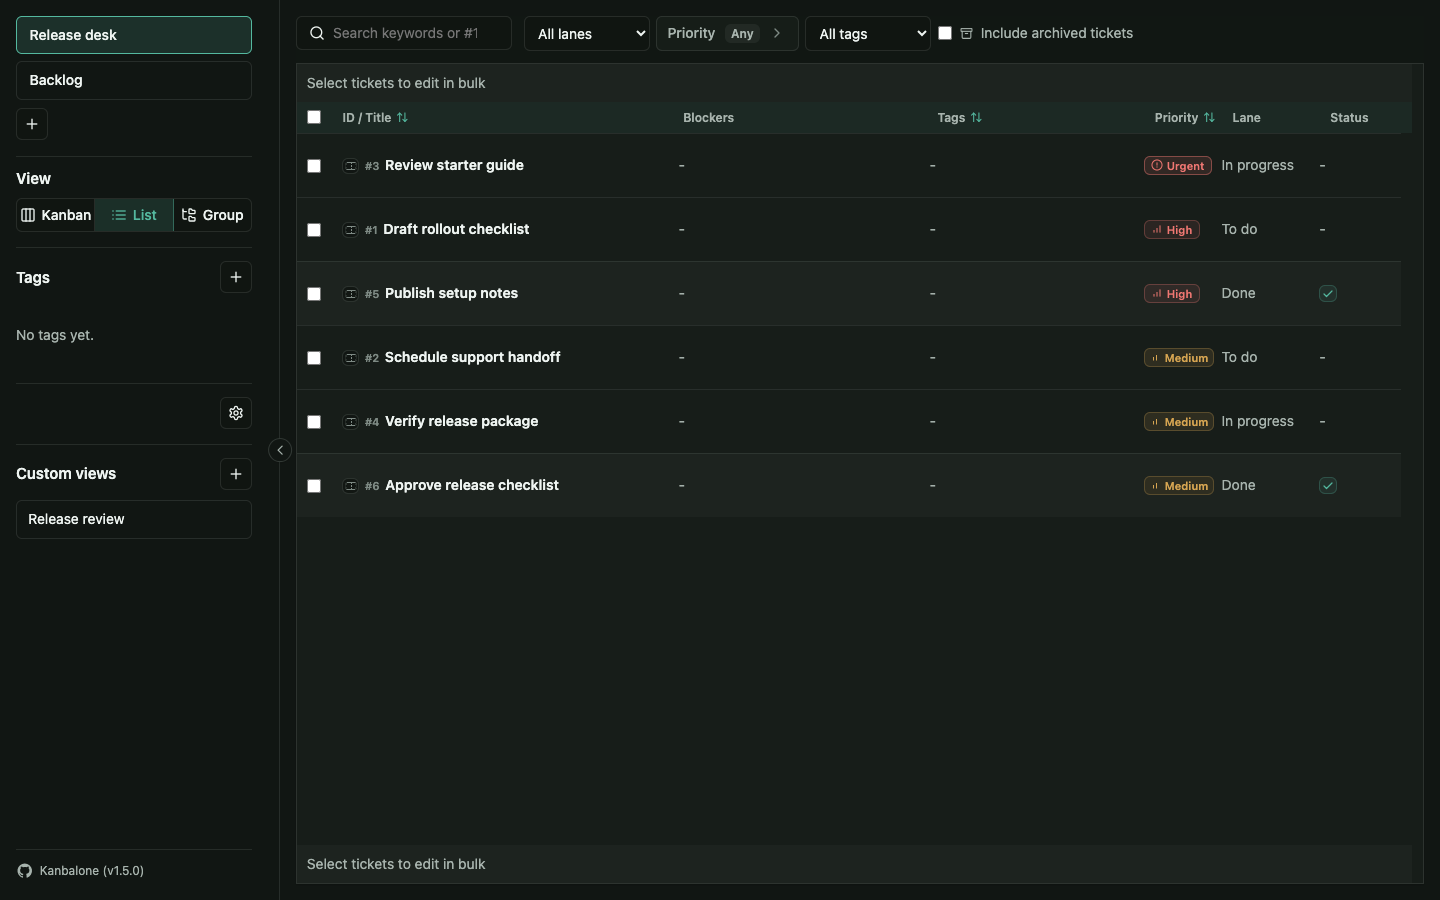 Release desk
Backlog
View
Kanban
List
Group
Tags
No tags yet.
Custom views
Release review
Kanbalone (v1.5.0)
Search keywords or #1
All lanes
Priority Any
All tags
Include archived tickets
Select tickets to edit in bulk
ID / Title Blockers Tags Priority Lane Status
#3 Review starter guide - - Urgent In progress -
#1 Draft rollout checklist - - High To do -
#5 Publish setup notes - - High Done
#2 Schedule support handoff - - Medium To do -
#4 Verify release package - - Medium In progress -
#6 Approve release checklist - - Medium Done
Select tickets to edit in bulk